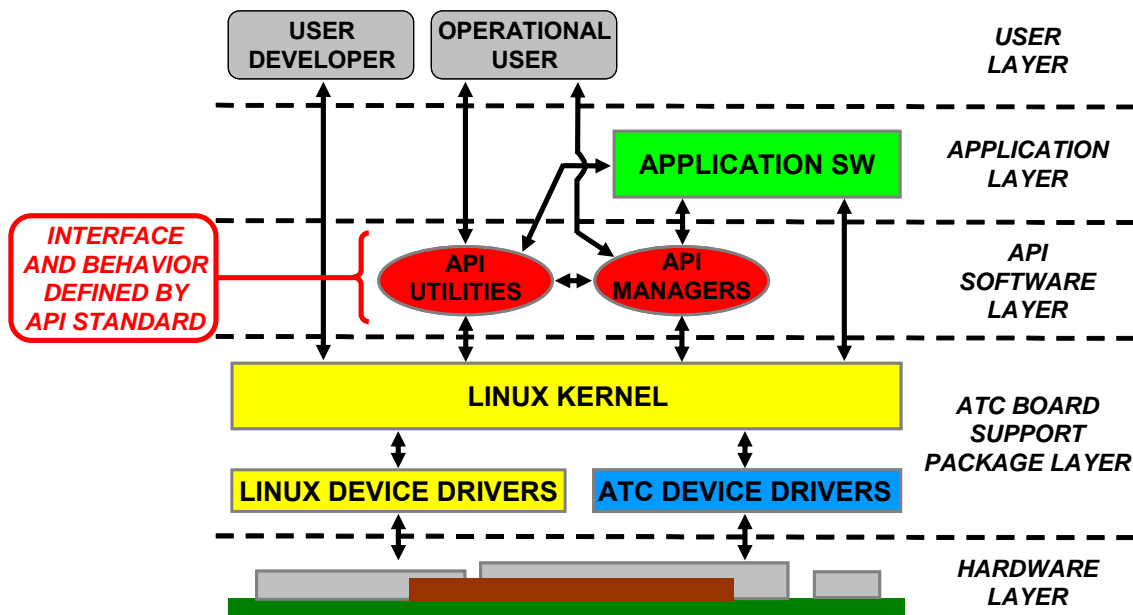 USER
DEVELOPER
OPERATIONAL
USER
USER
LAYER
APPLICATION SW
APPLICATION
LAYER
INTERFACE
AND BEHAVIOR
DEFINED BY
API STANDARD
API
UTILITIES
API
MANAGERS
API
SOFTWARE
LAYER
LINUX KERNEL
ATC BOARD
SUPPORT
PACKAGE LAYER
LINUX DEVICE DRIVERS
ATC DEVICE DRIVERS
HARDWARE
LAYER